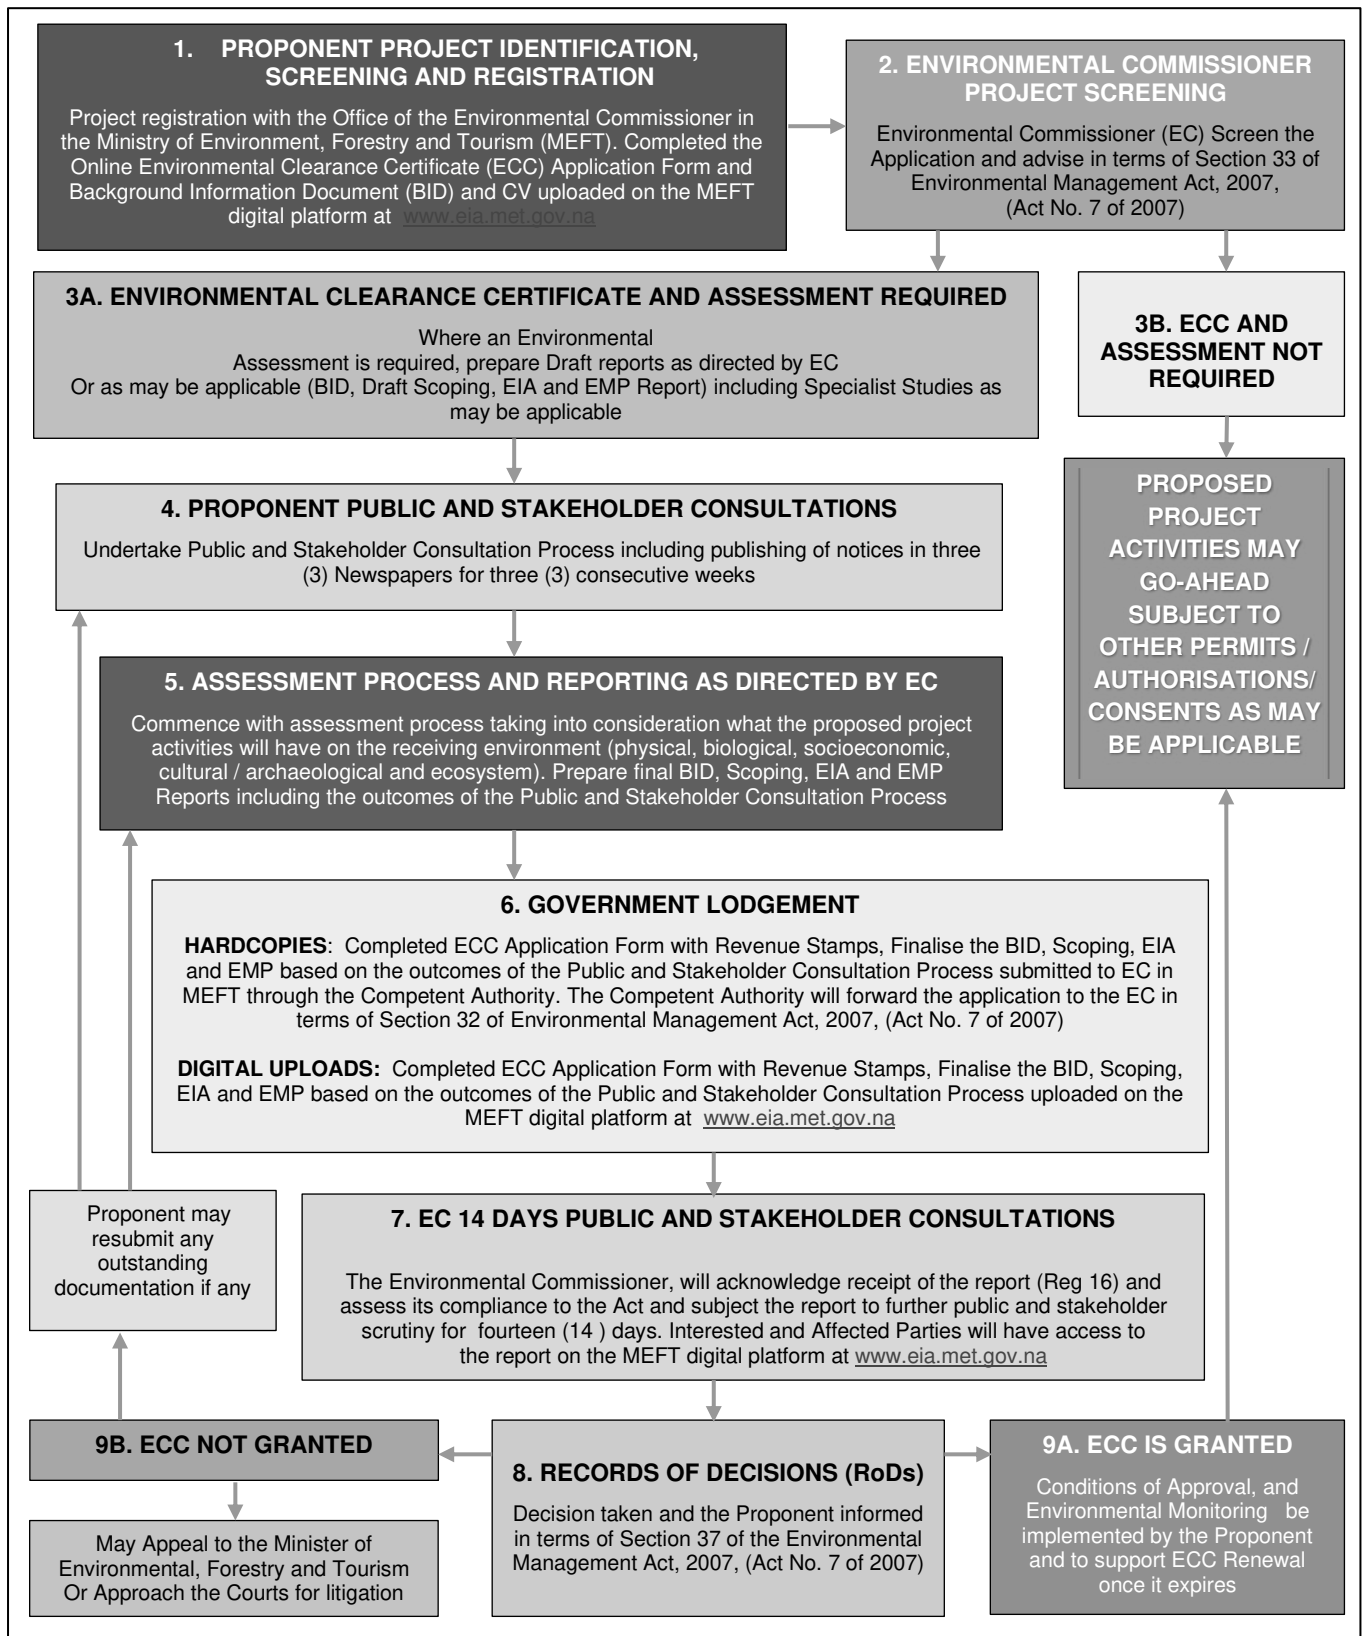 1. PROPONENT PROJECT IDENTIFICATION,
SCREENING AND REGISTRATION
Project registration with the Office of the Environmental Commissioner in
the Ministry of Environment, Forestry and Tourism (MEFT). Completed the
Online Environmental Clearance Certificate (ECC) Application Form and
Background Information Document (BID) and CV uploaded on the MEFT
digital platform at www.eia.met.gov.na
2. ENVIRONMENTAL COMMISSIONER
PROJECT SCREENING
Environmental Commissioner (EC) Screen the
Application and advise in terms of Section 33 of
Environmental Management Act, 2007,
(Act No. 7 of 2007)
3A. ENVIRONMENTAL CLEARANCE CERTIFICATE AND ASSESSMENT REQUIRED
Where an Environmental
Assessment is required, prepare Draft reports as directed by EC
Or as may be applicable (BID, Draft Scoping, EIA and EMP Report) including Specialist Studies as
may be applicable
3B. ECC AND
ASSESSMENT NOT
REQUIRED
4. PROPONENT PUBLIC AND STAKEHOLDER CONSULTATIONS
Undertake Public and Stakeholder Consultation Process including publishing of notices in three
(3) Newspapers for three (3) consecutive weeks
PROPOSED
PROJECT
ACTIVITIES MAY
GO-AHEAD
SUBJECT TO
OTHER PERMITS /
AUTHORISATIONS/
CONSENTS AS MAY
BE APPLICABLE
5. ASSESSMENT PROCESS AND REPORTING AS DIRECTED BY EC
Commence with assessment process taking into consideration what the proposed project
activities will have on the receiving environment (physical, biological, socioeconomic,
cultural / archaeological and ecosystem). Prepare final BID, Scoping, EIA and EMP
Reports including the outcomes of the Public and Stakeholder Consultation Process
6. GOVERNMENT LODGEMENT
HARDCOPIES: Completed ECC Application Form with Revenue Stamps, Finalise the BID, Scoping, EIA
and EMP based on the outcomes of the Public and Stakeholder Consultation Process submitted to EC in
MEFT through the Competent Authority. The Competent Authority will forward the application to the EC in
terms of Section 32 of Environmental Management Act, 2007, (Act No. 7 of 2007)
DIGITAL UPLOADS: Completed ECC Application Form with Revenue Stamps, Finalise the BID, Scoping,
EIA and EMP based on the outcomes of the Public and Stakeholder Consultation Process uploaded on the
MEFT digital platform at www.eia.met.gov.na
Proponent may
resubmit any
outstanding
documentation if any
7. EC 14 DAYS PUBLIC AND STAKEHOLDER CONSULTATIONS
The Environmental Commissioner, will acknowledge receipt of the report (Reg 16) and
assess its compliance to the Act and subject the report to further public and stakeholder
scrutiny for fourteen (14 ) days. Interested and Affected Parties will have access to
the report on the MEFT digital platform at www.eia.met.gov.na
9B. ECC NOT GRANTED
May Appeal to the Minister of
Environmental, Forestry and Tourism
Or Approach the Courts for litigation
8. RECORDS OF DECISIONS (RoDs)
Decision taken and the Proponent informed
in terms of Section 37 of the Environmental
Management Act, 2007, (Act No. 7 of 2007)
9A. ECC IS GRANTED
Conditions of Approval, and
Environmental Monitoring be
implemented by the Proponent
and to support ECC Renewal
once it expires